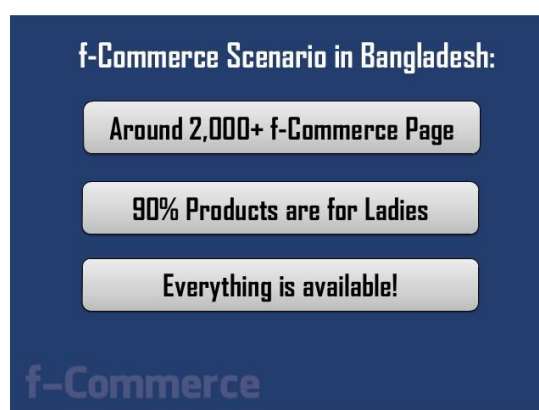 f-Commerce Scenario in Bangladesh:
Around 2,000+ f-Commerce Page
90% Products are for Ladies
Everything is available!
f-Commerce